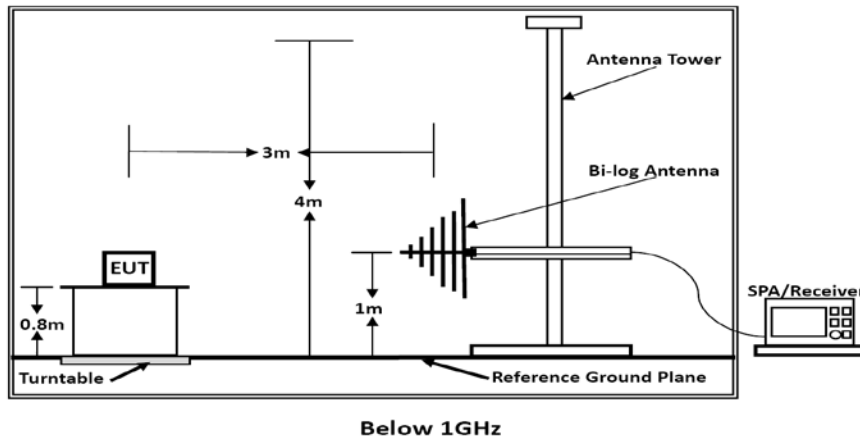 Antenna Tower
3m
Bi-log Antenna
4m
EUT
SPA/Receiver
0.8m
1m
Turntable
Reference Ground Plane
Below 1GHz